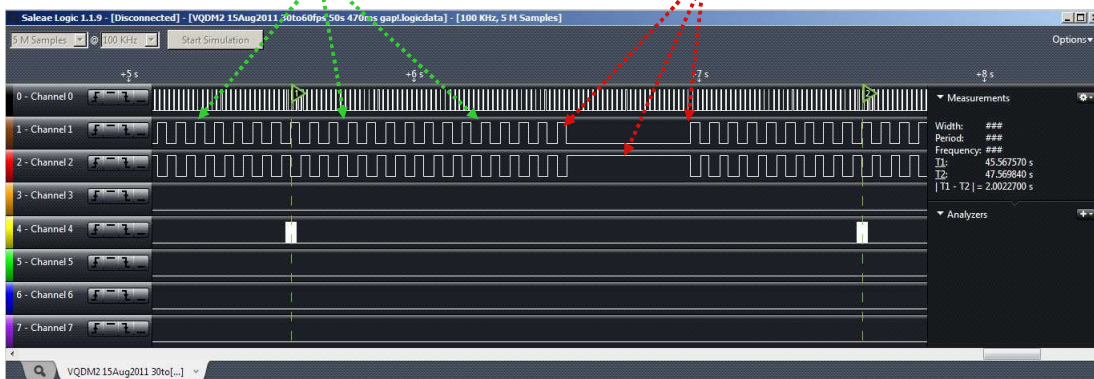 Saleae Logic 1.1.9 - [Disconnected] - [VQDM2 15Aug2011 30to60fps 50s 470ms gap!.logicdata] - [100 KHz, 5 M Samples]
5 M Samples @ 100 KHz Start Simulation Options
+5 s +6 s +7 s +8 s
0 - Channel 0
1 - Channel 1
2 - Channel 2
3 - Channel 3
4 - Channel 4
5 - Channel 5
6 - Channel 6
7 - Channel 7
1
2
Measurements
Width: ###
Period: ###
Frequency: ###
T1: 45.567570 s
T2: 47.569840 s
| T1 - T2 | = 2.0022700 s
Analyzers
VQDM2 15Aug2011 30to[...]